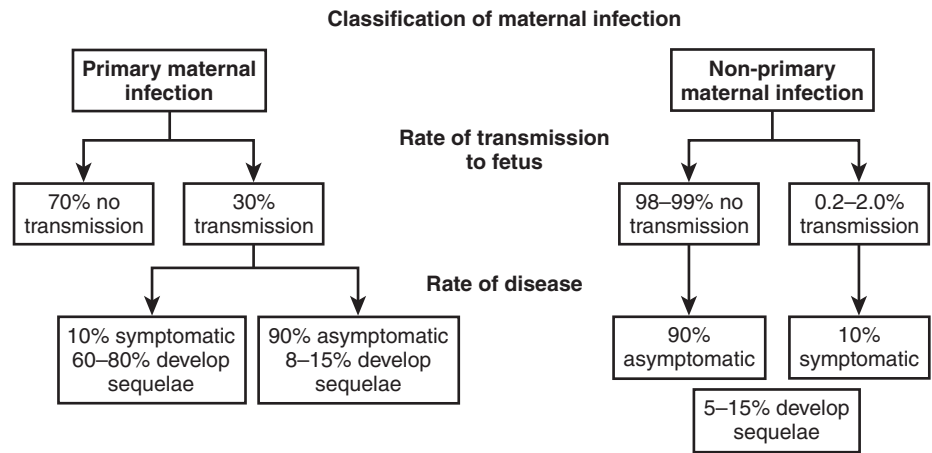 Classification of maternal infection
Primary maternal
infection
Non-primary
maternal infection
Rate of transmission
to fetus
70% no
transmission
30%
transmission
98–99% no
transmission
0.2–2.0%
transmission
Rate of disease
10% symptomatic
60–80% develop
sequelae
90% asymptomatic
8–15% develop
sequelae
90%
asymptomatic
10%
symptomatic
5–15% develop
sequelae